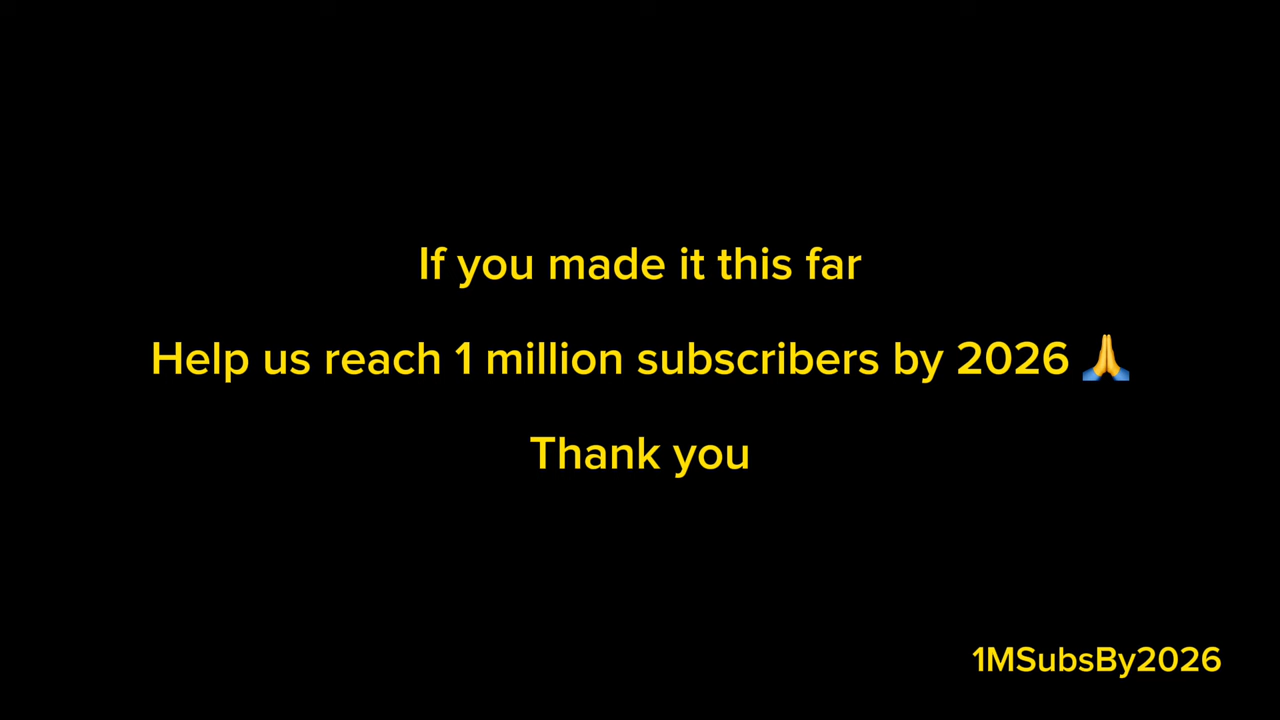 If you made it this far
Help us reach 1 million subscribers by 2026 🙏
Thank you
1MSubsBy2026